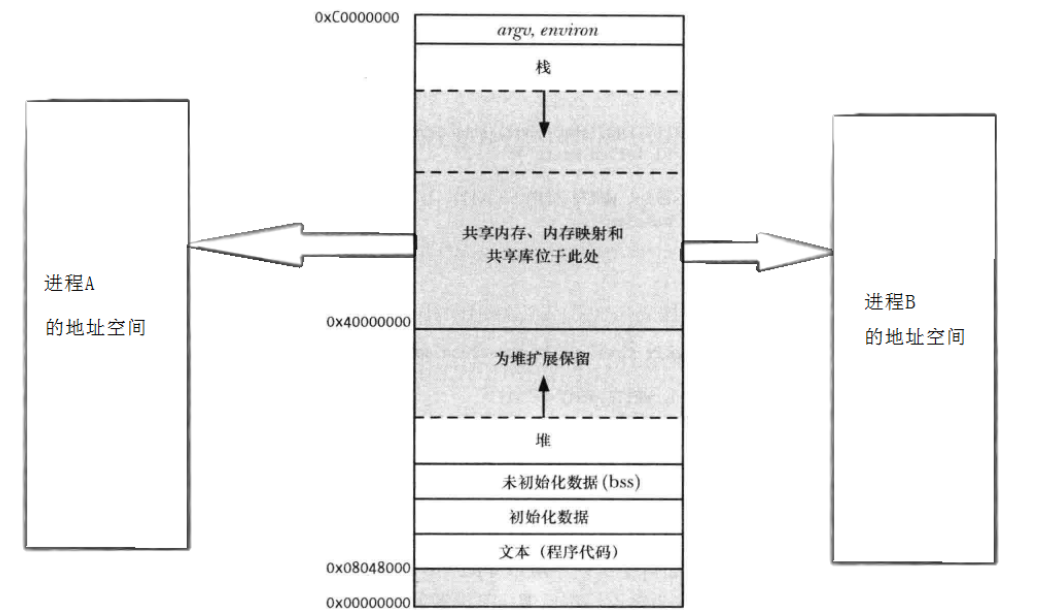 0xC0000000
argv, environ
栈
共享内存、内存映射和
共享库位于此处
进程A
的地址空间
进程B
的地址空间
0x40000000
为堆扩展保留
堆
未初始化数据(bss)
初始化数据
文本（程序代码）
0x08048000
0x00000000